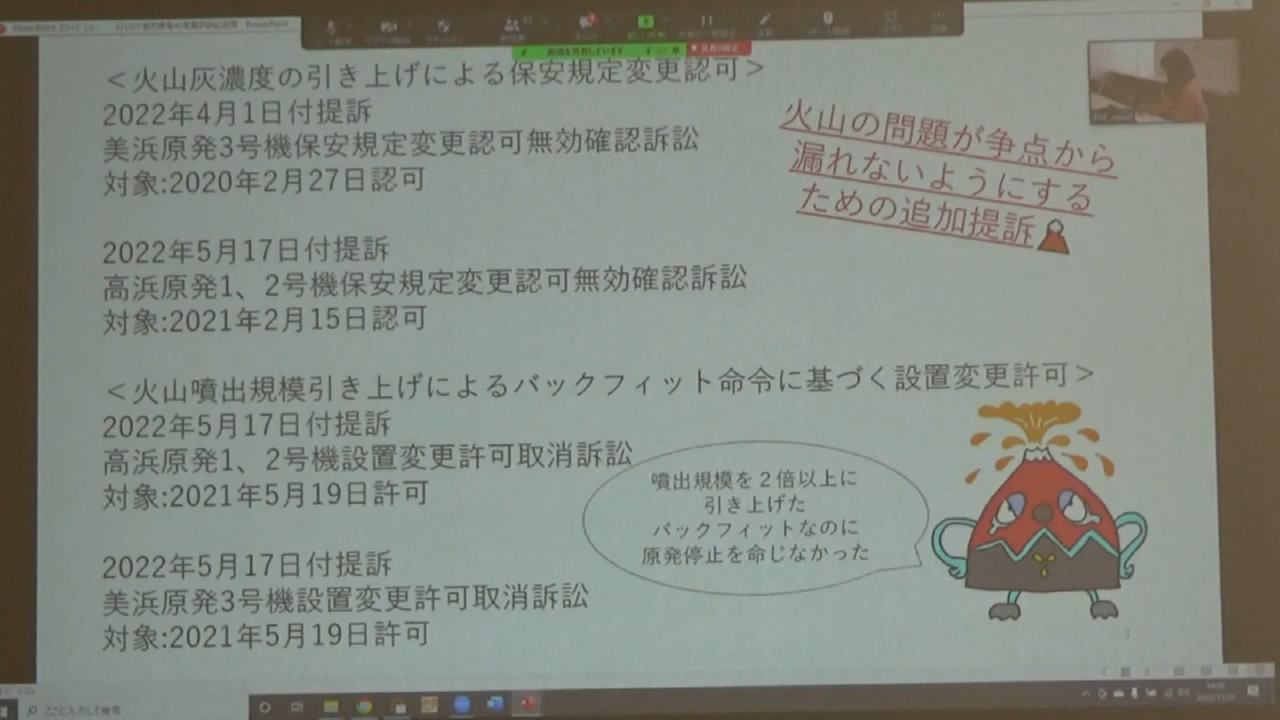 ＜火山灰濃度の引き上げによる保安規定変更認可＞
2022年4月1日付提訴
美浜原発3号機保安規定変更認可無効確認訴訟
対象:2020年2月27日認可
火山の問題が争点から
漏れないようにする
ための追加提訴
2022年5月17日付提訴
高浜原発1、2号機保安規定変更認可無効確認訴訟
対象:2021年2月15日認可
＜火山噴出規模引き上げによるバックフィット命令に基づく設置変更許可＞
2022年5月17日付提訴
高浜原発1、2号機設置変更許可取消訴訟
対象:2021年5月19日許可
噴出規模を２倍以上に
引き上げた
バックフィットなのに
原発停止を命じなかった
2022年5月17日付提訴
美浜原発3号機設置変更許可取消訴訟
対象:2021年5月19日許可
3
ここに入力して検索